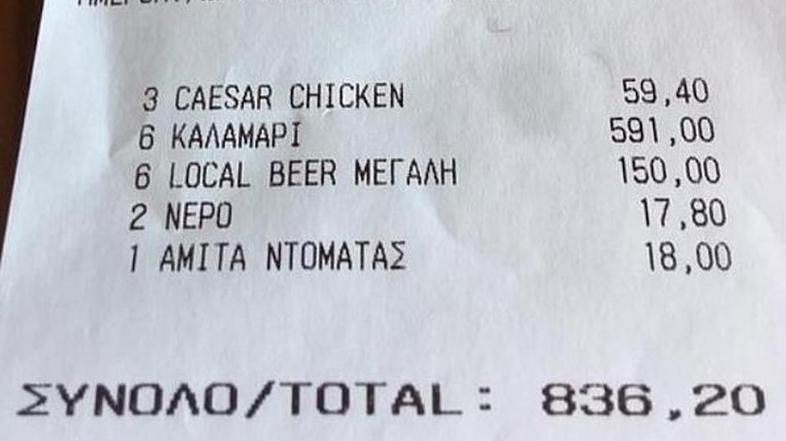 3 CAESAR CHICKEN 59,40
6 ΚΑΛΑΜΑΡΙ 591,00
6 LOCAL BEER ΜΕΓΑΛΗ 150,00
2 ΝΕΡΟ 17,80
1 ΑΜΙΤΑ ΝΤΟΜΑΤΑΣ 18,00
ΣΥΝΟΛΟ/TOTAL: 836,20